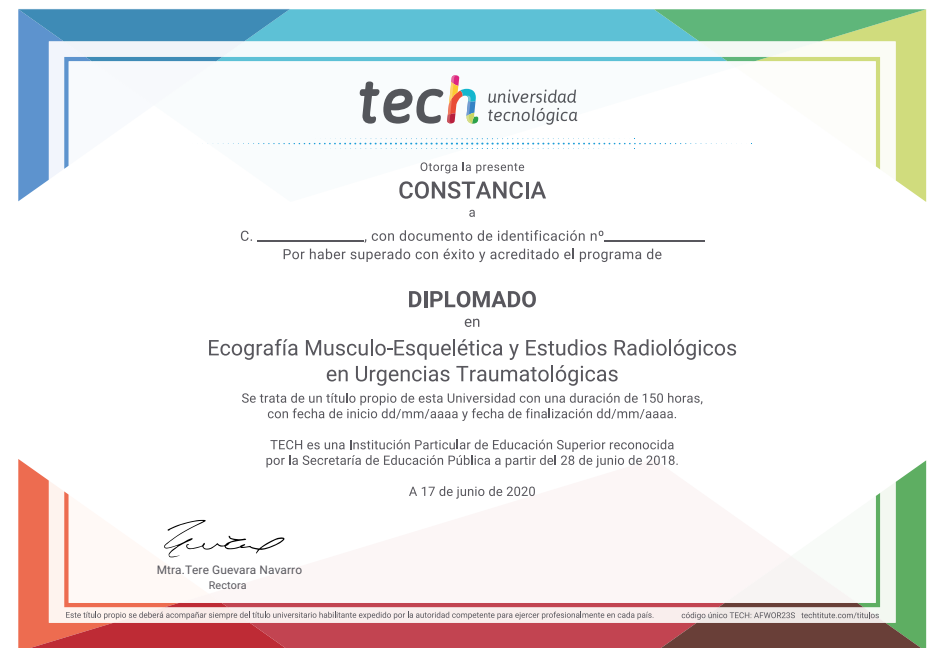 tech universidad
tecnológica
Otorga la presente
CONSTANCIA
a
C. ________________, con documento de identificación nº_______________
Por haber superado con éxito y acreditado el programa de
DIPLOMADO
en
Ecografía Musculo-Esquelética y Estudios Radiológicos
en Urgencias Traumatológicas
Se trata de un título propio de esta Universidad con una duración de 150 horas,
con fecha de inicio dd/mm/aaaa y fecha de finalización dd/mm/aaaa.
TECH es una Institución Particular de Educación Superior reconocida
por la Secretaría de Educación Pública a partir del 28 de junio de 2018.
A 17 de junio de 2020
Mtra.Tere Guevara Navarro
Rectora
Este título propio se deberá acompañar siempre del título universitario habilitante expedido por la autoridad competente para ejercer profesionalmente en cada país. código único TECH: AFWOR23S techtitute.com/titulos